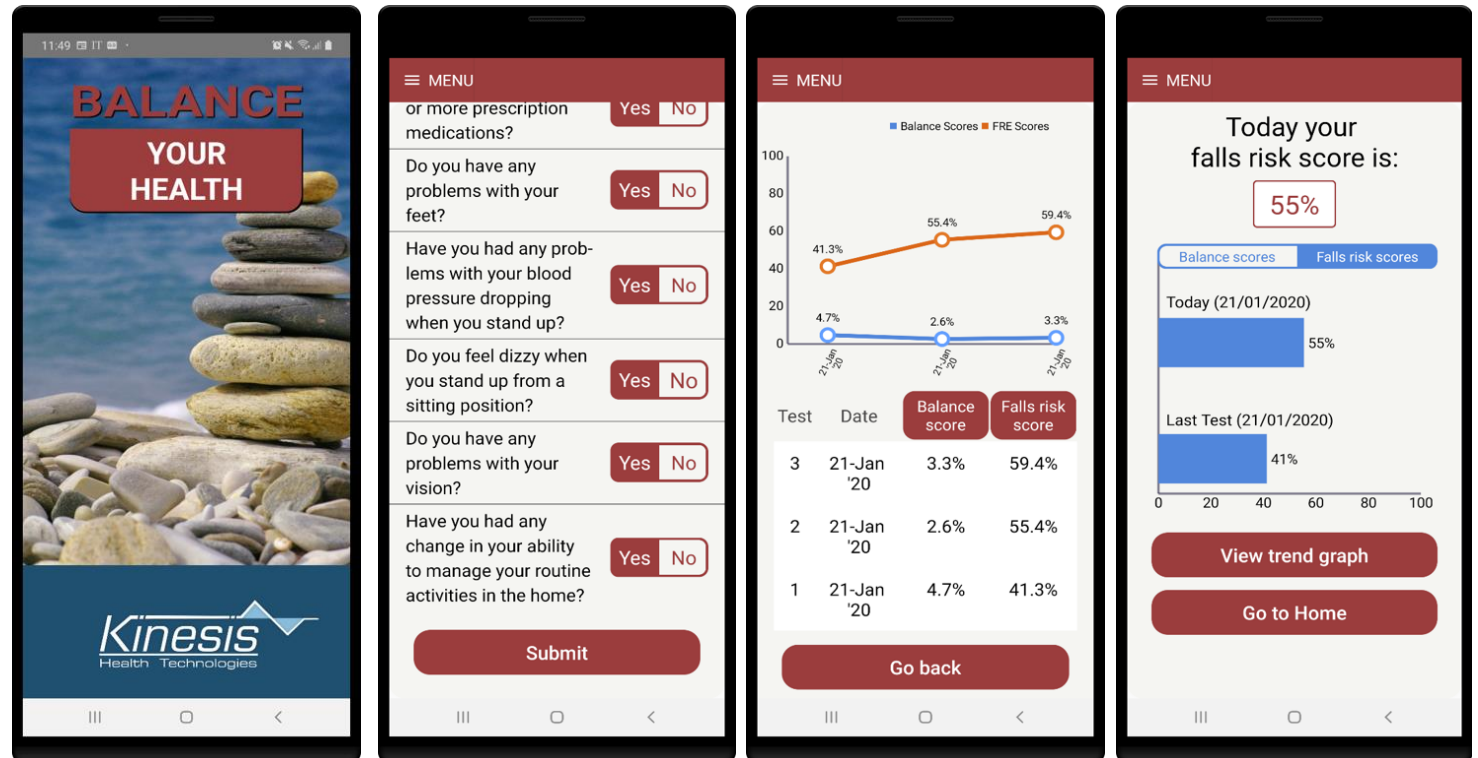 11:49
BALANCE
YOUR
HEALTH
Kinesis
Health Technologies
MENU
or more prescription
medications?
Yes No
Do you have any
problems with your
feet?
Yes No
Have you had any prob-
lems with your blood
pressure dropping
when you stand up?
Yes No
Do you feel dizzy when
you stand up from a
sitting position?
Yes No
Do you have any
problems with your
vision?
Yes No
Have you had any
change in your ability
to manage your routine
activities in the home?
Yes No
Submit
MENU
Balance Scores FRE Scores
100
80
60
40
20
0
41.3%
55.4%
59.4%
4.7%
2.6%
3.3%
21-Jan '20
21-Jan '20
21-Jan '20
Test Date Balance score Falls risk score
3 21-Jan '20 3.3% 59.4%
2 21-Jan '20 2.6% 55.4%
1 21-Jan '20 4.7% 41.3%
Go back
MENU
Today your
falls risk score is:
55%
Balance scores Falls risk scores
Today (21/01/2020)
55%
Last Test (21/01/2020)
41%
0 20 40 60 80 100
View trend graph
Go to Home